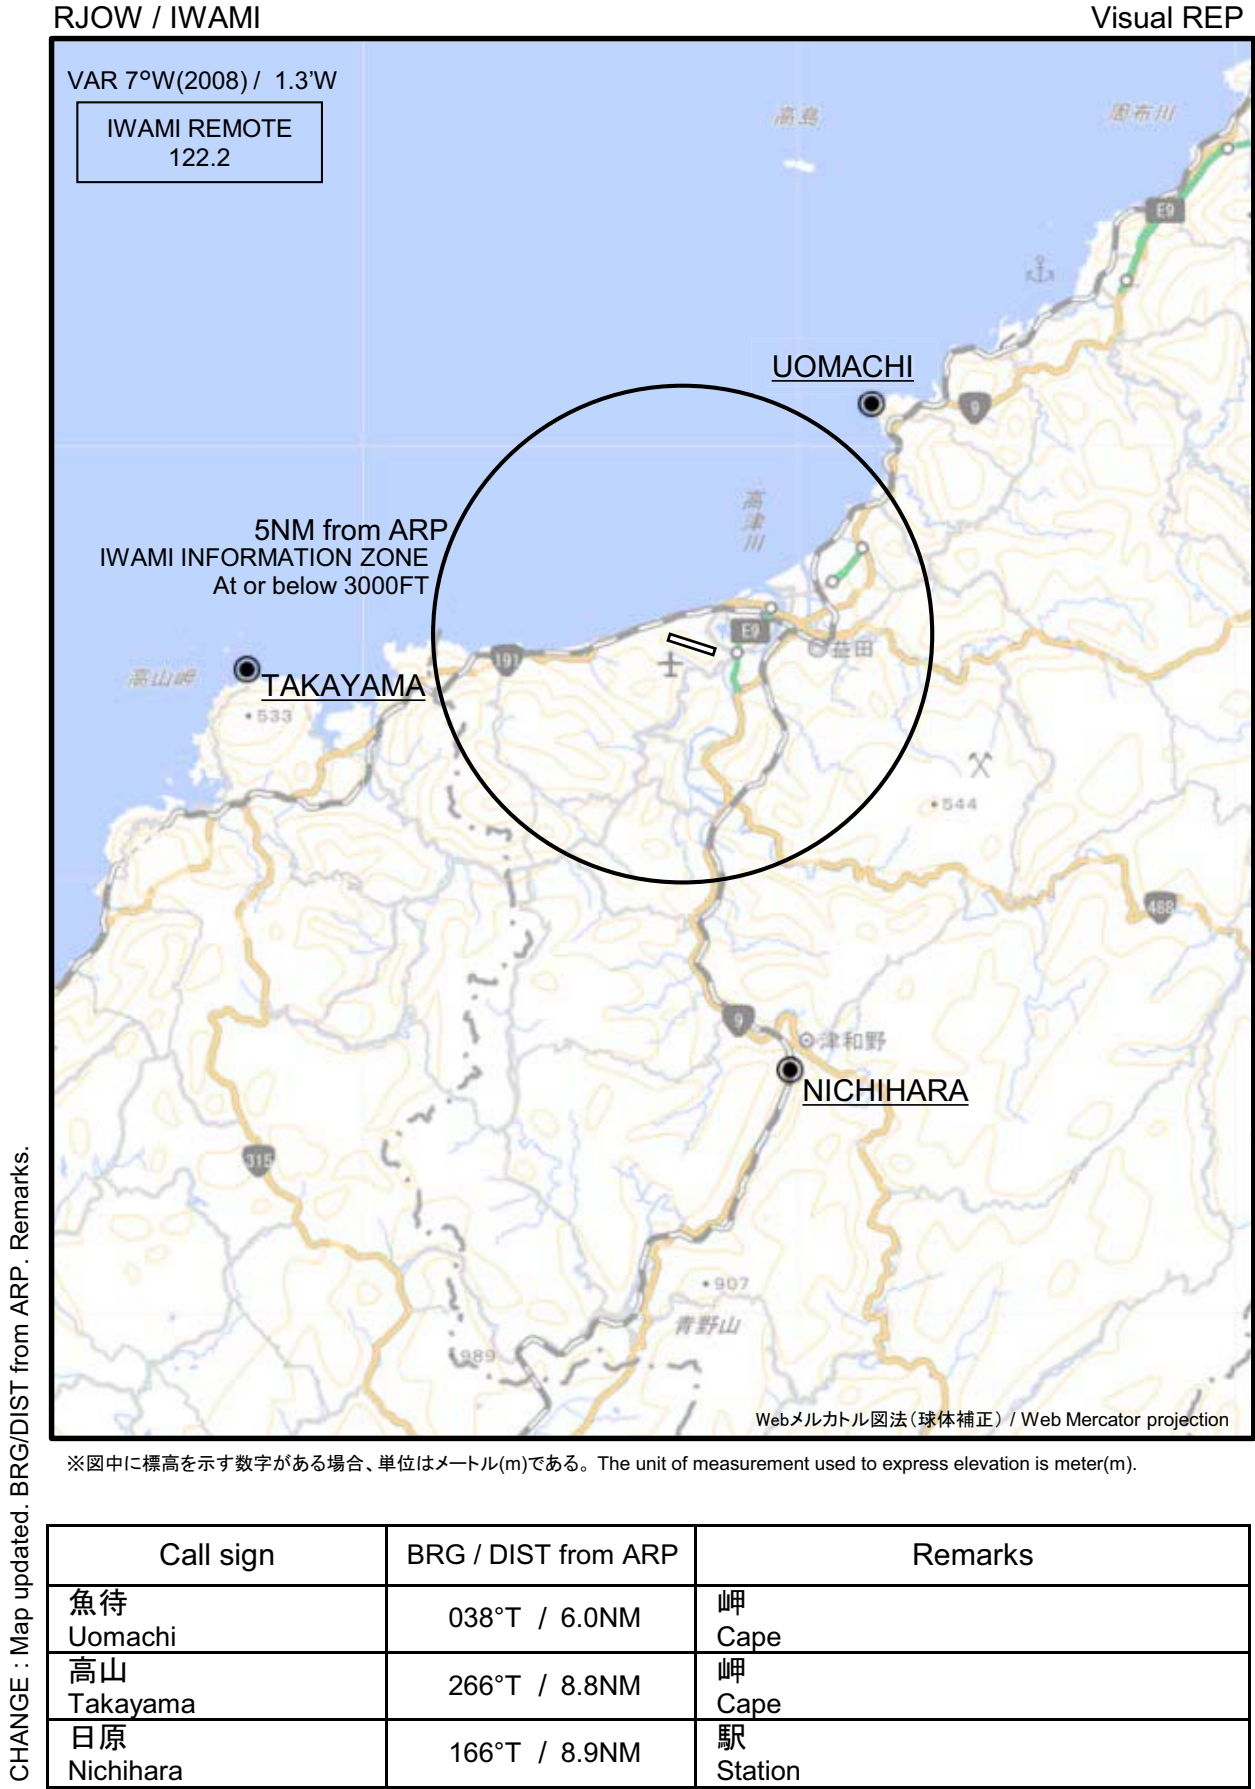 RJOW / IWAMI
Visual REP
VAR 7°W(2008) / 1.3'W
IWAMI REMOTE
122.2
高島
周布川
E9
UOMACHI
9
高津川
5NM from ARP
IWAMI INFORMATION ZONE
At or below 3000FT
E9
益田
191
高山岬
TAKAYAMA
533
544
488
9
津和野
NICHIHARA
315
907
青野山
989
Webメルカトル図法(球体補正) / Web Mercator projection
※図中に標高を示す数字がある場合、単位はメートル(m)である。 The unit of measurement used to express elevation is meter(m).
CHANGE : Map updated. BRG/DIST from ARP. Remarks.
Call sign
BRG / DIST from ARP
Remarks
魚待
Uomachi
038°T / 6.0NM
岬
Cape
高山
Takayama
266°T / 8.8NM
岬
Cape
日原
Nichihara
166°T / 8.9NM
駅
Station